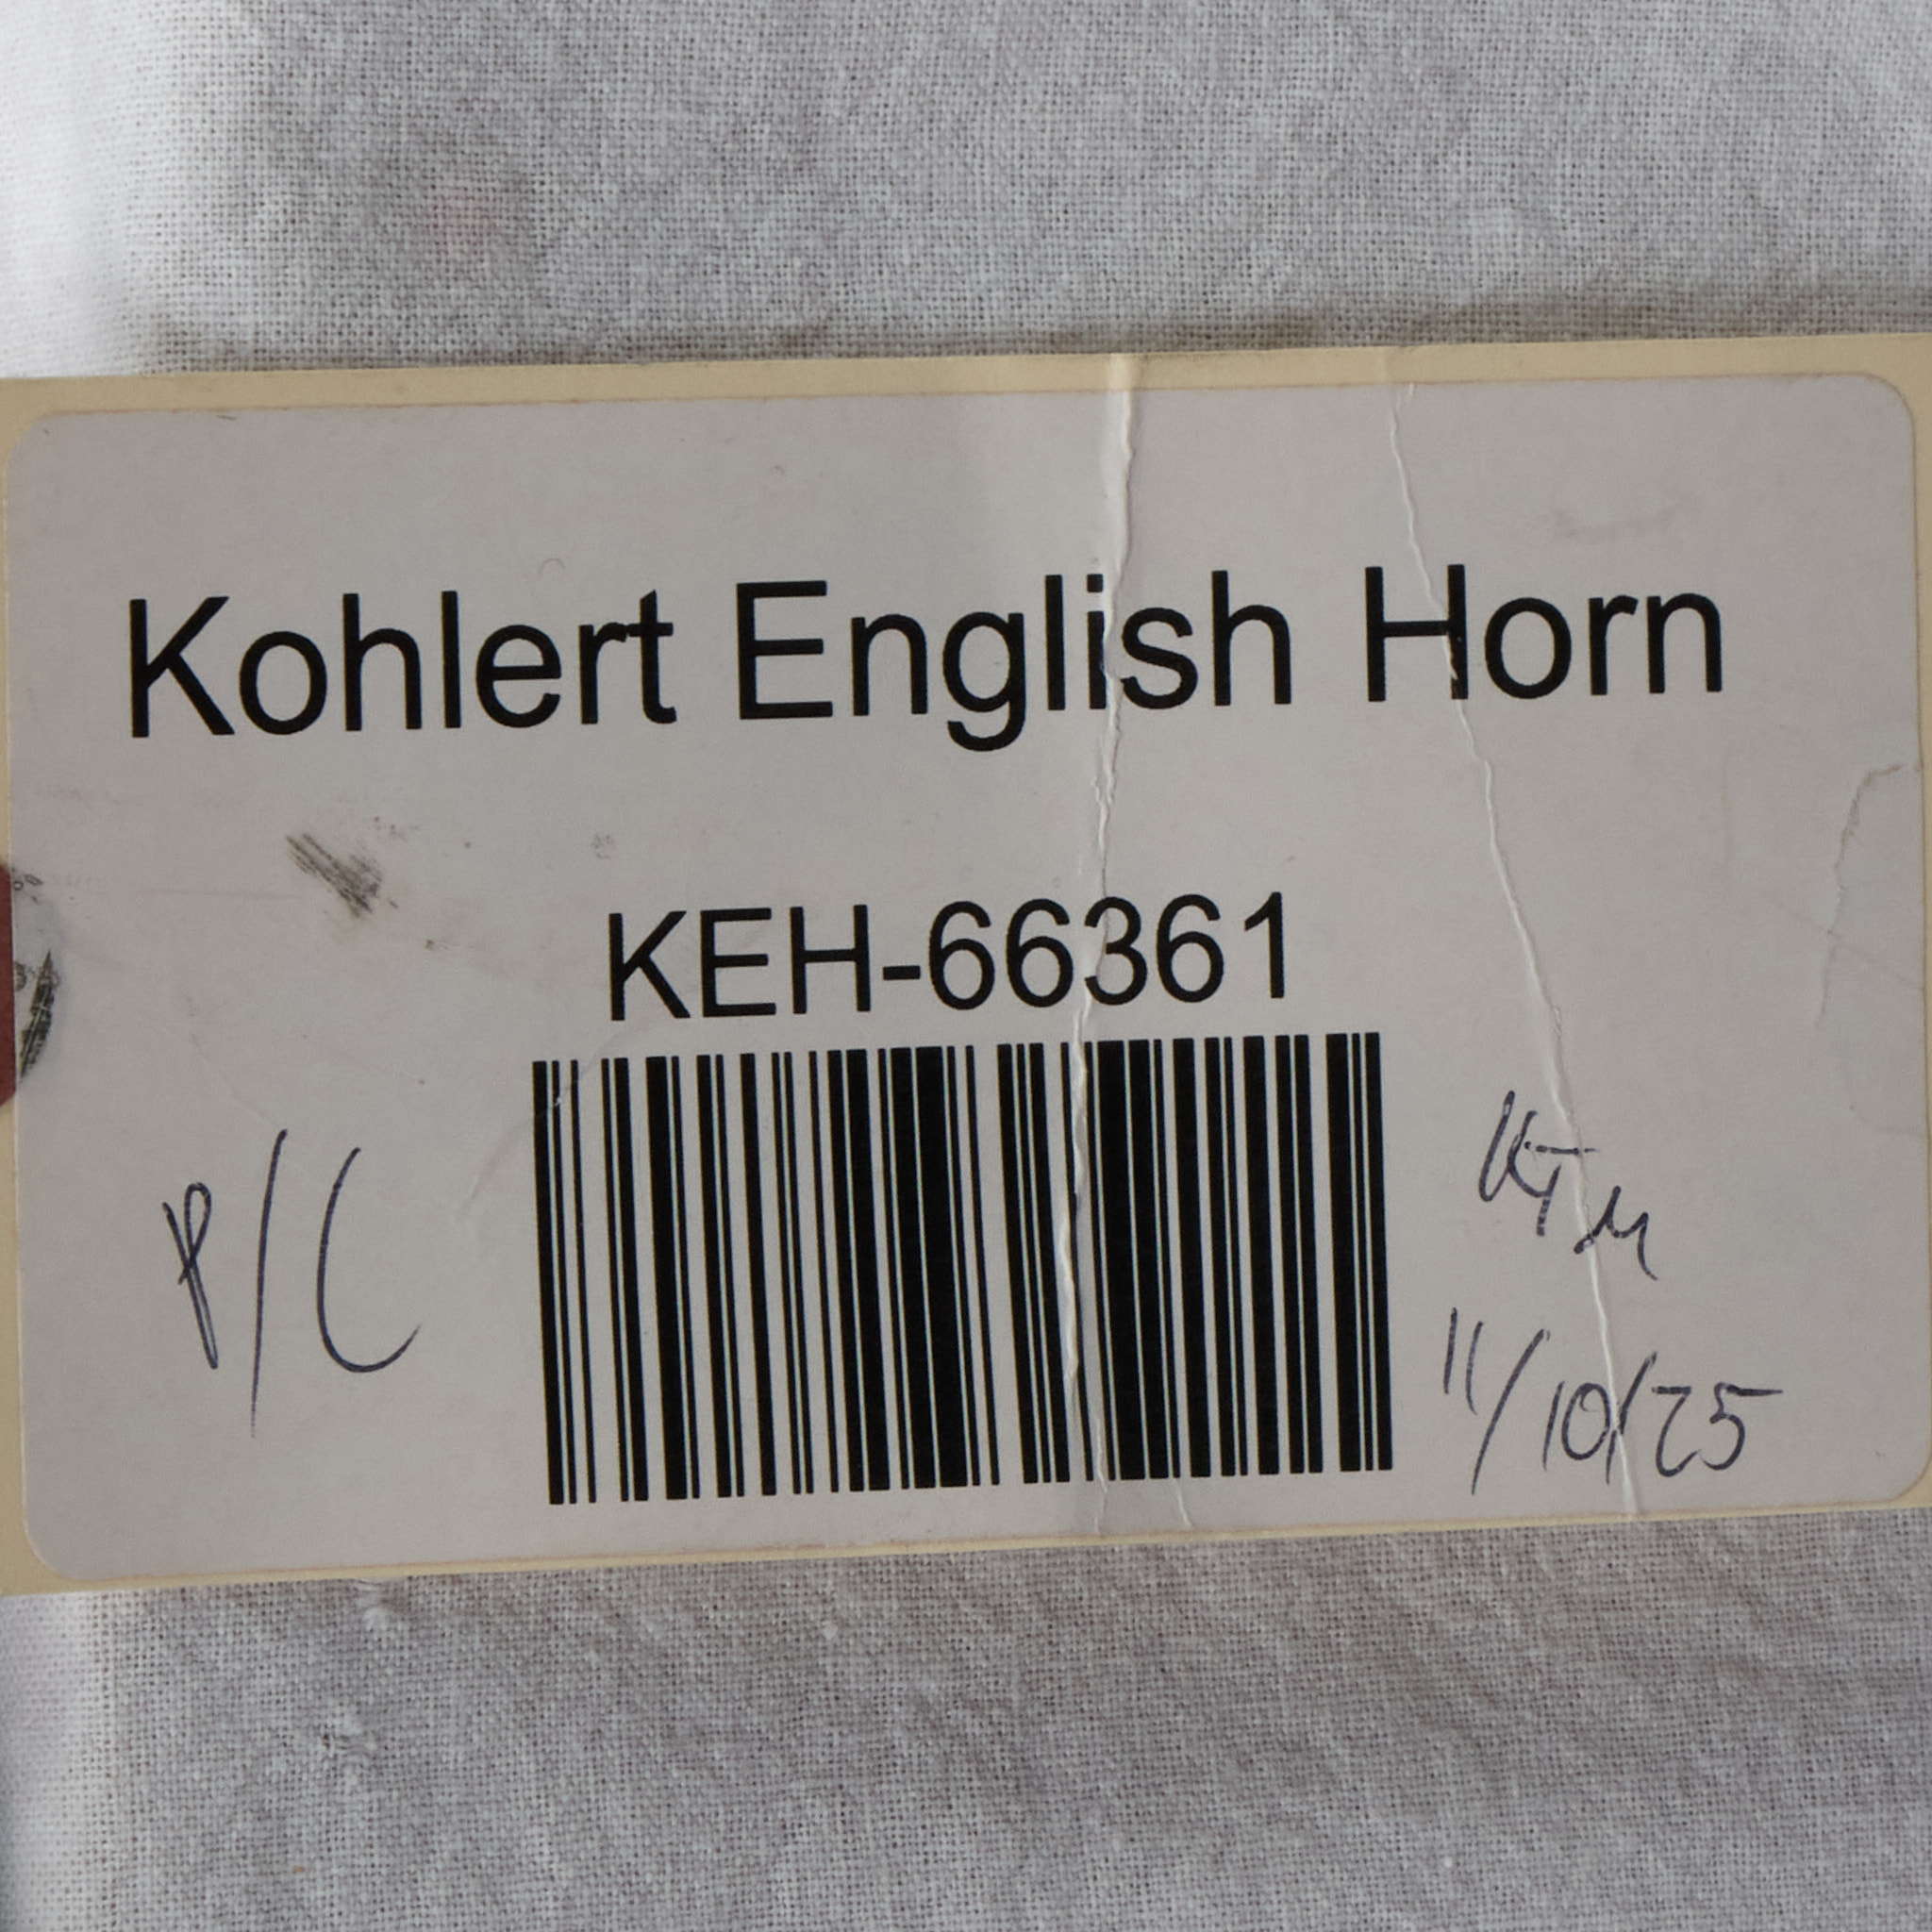 Kohlert English Horn
KEH-66361
P/C
11/10/25